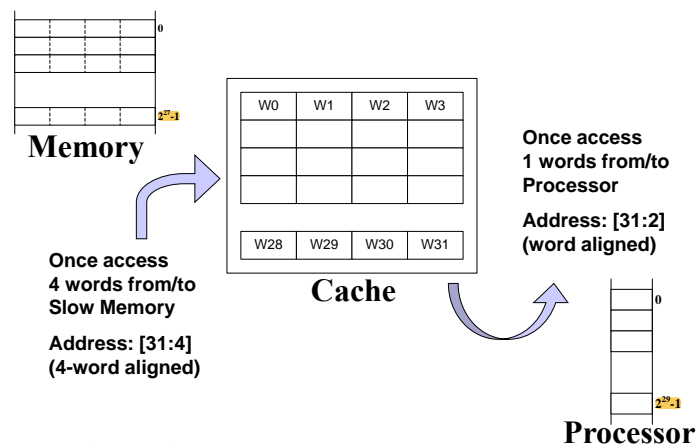 0
2^27-1
Memory
W0 W1 W2 W3
W28 W29 W30 W31
Cache
Once access
4 words from/to
Slow Memory
Address: [31:4]
(4-word aligned)
Once access
1 words from/to
Processor
Address: [31:2]
(word aligned)
0
2^29-1
Processor